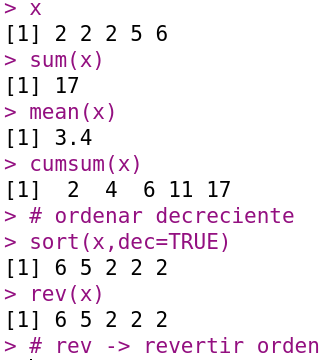 > x
[1] 2 2 2 5 6
> sum(x)
[1] 17
> mean(x)
[1] 3.4
> cumsum(x)
[1]  2  4  6 11 17
> # ordenar decreciente
> sort(x,dec=TRUE)
[1] 6 5 2 2 2
> rev(x)
[1] 6 5 2 2 2
> # rev -> revertir orden